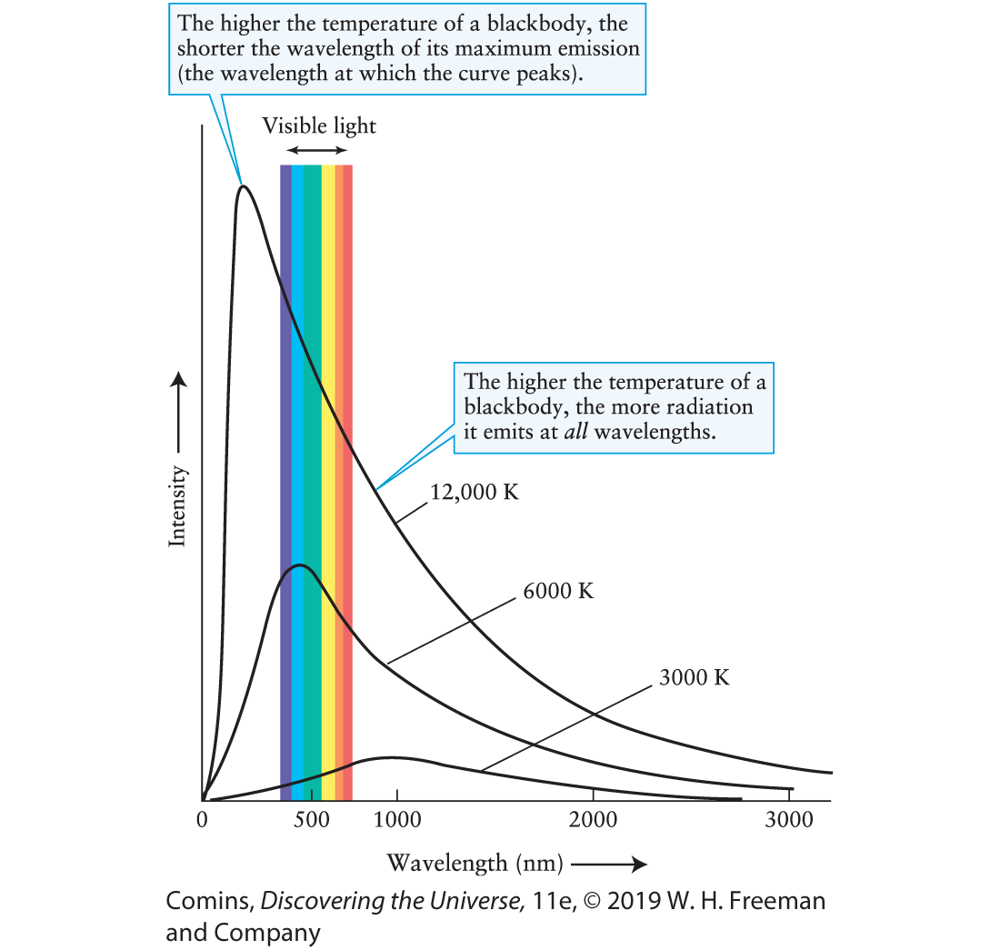 The higher the temperature of a blackbody, the
shorter the wavelength of its maximum emission
(the wavelength at which the curve peaks).
Visible light
The higher the temperature of a
blackbody, the more radiation
it emits at all wavelengths.
12,000 K
6000 K
3000 K
Intensity
0 500 1000 2000 3000
Wavelength (nm)
Comins, Discovering the Universe, 11e, © 2019 W. H. Freeman
and Company